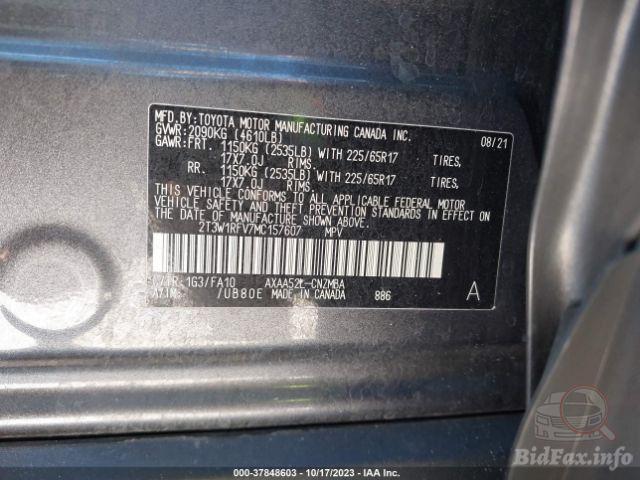 MFD.BY:TOYOTA MOTOR MANUFACTURING CANADA INC.
08/21
GVWR:2090KG (4610LB)
GAWR:FRT. 1150KG (2535LB) WITH 225/65R17 TIRES,
17X7.0J RIMS.
RR. 1150KG (2535LB) WITH 225/65R17 TIRES,
17X7.0J RIMS.
THIS VEHICLE CONFORMS TO ALL APPLICABLE FEDERAL MOTOR
VEHICLE SAFETY AND THEFT PREVENTION STANDARDS IN EFFECT
ON THE DATE OF MANUFACTURE SHOWN ABOVE.
2T3W1RFV7MC157607 MPV
C/TR:1G3/FA10 AXAA52L-CNZMBA
A/TM: /UB80E MADE IN CANADA 886
A
BidFax.info
000-37848603 - 10/17/2023 - IAA Inc.